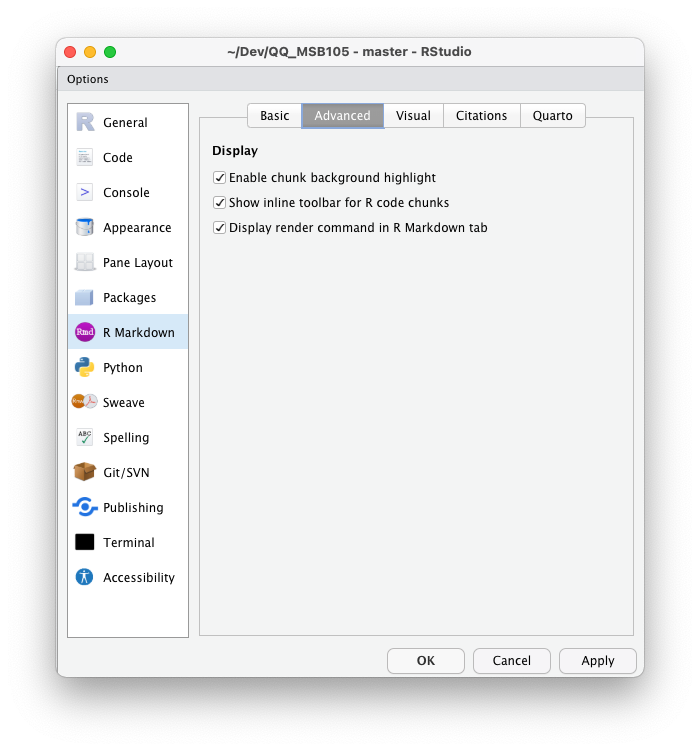 ~/Dev/QQ_MSB105 - master - RStudio
Options
General
Code
Console
Appearance
Pane Layout
Packages
Rmd R Markdown
Python
Sweave
ABC Spelling
Git/SVN
Publishing
Terminal
Accessibility
Basic Advanced Visual Citations Quarto
Display
Enable chunk background highlight
Show inline toolbar for R code chunks
Display render command in R Markdown tab
OK Cancel Apply